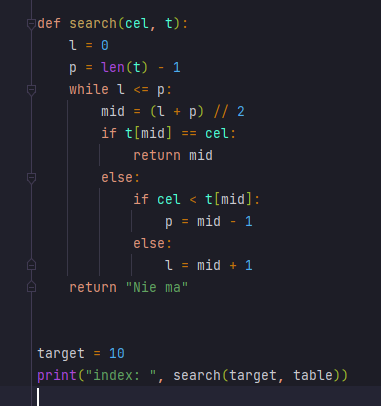 def search(cel, t):
    l = 0
    p = len(t) - 1
    while l <= p:
        mid = (l + p) // 2
        if t[mid] == cel:
            return mid
        else:
            if cel < t[mid]:
                p = mid - 1
            else:
                l = mid + 1
    return "Nie ma"
target = 10
print("index: ", search(target, table))